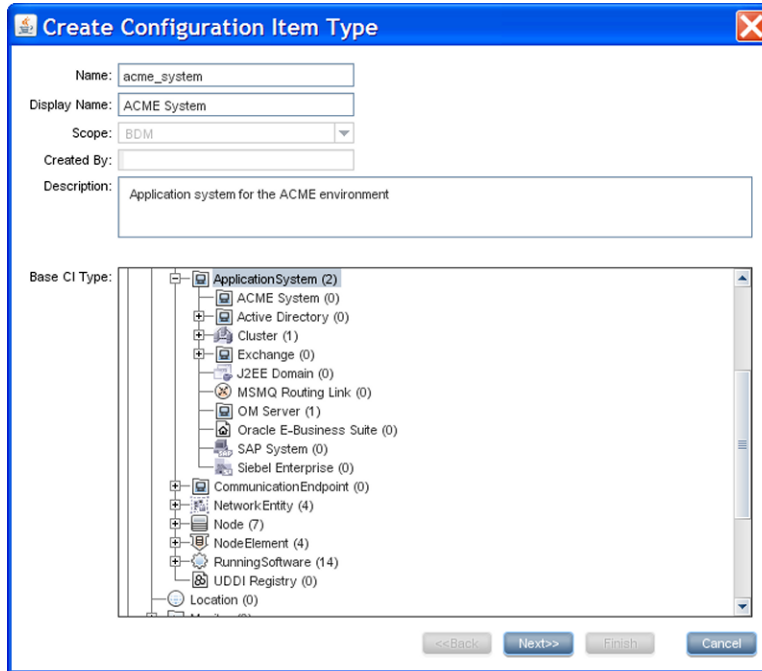 Create Configuration Item Type
Name: acme_system
Display Name: ACME System
Scope: BDM
Created By:
Description: Application system for the ACME environment
Base CI Type:
ApplicationSystem (2)
ACME System (0)
Active Directory (0)
Cluster (1)
Exchange (0)
J2EE Domain (0)
MSMQ Routing Link (0)
OM Server (1)
Oracle E-Business Suite (0)
SAP System (0)
Siebel Enterprise (0)
CommunicationEndpoint (0)
NetworkEntity (4)
Node (7)
NodeElement (4)
RunningSoftware (14)
UDDI Registry (0)
Location (0)
<<Back Next>> Finish Cancel